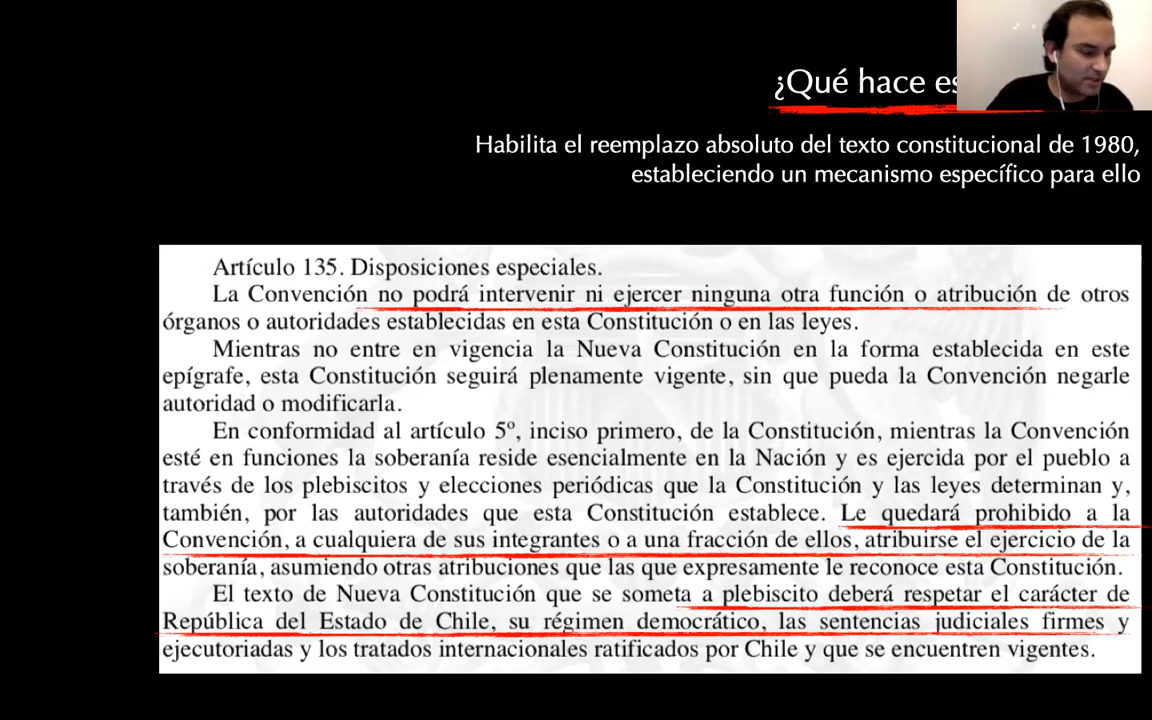 ¿Qué hace
Habilita el reemplazo absoluto del texto constitucional de 1980,
estableciendo un mecanismo específico para ello
Artículo 135. Disposiciones especiales.
La Convención no podrá intervenir ni ejercer ninguna otra función o atribución de otros
órganos o autoridades establecidas en esta Constitución o en las leyes.
Mientras no entre en vigencia la Nueva Constitución en la forma establecida en este
epígrafe, esta Constitución seguirá plenamente vigente, sin que pueda la Convención negarle
autoridad o modificarla.
En conformidad al artículo 5º, inciso primero, de la Constitución, mientras la Convención
esté en funciones la soberanía reside esencialmente en la Nación y es ejercida por el pueblo a
través de los plebiscitos y elecciones periódicas que la Constitución y las leyes determinan y,
también, por las autoridades que esta Constitución establece. Le quedará prohibido a la
Convención, a cualquiera de sus integrantes o a una fracción de ellos, atribuirse el ejercicio de la
soberanía, asumiendo otras atribuciones que las que expresamente le reconoce esta Constitución.
El texto de Nueva Constitución que se someta a plebiscito deberá respetar el carácter de
República del Estado de Chile, su régimen democrático, las sentencias judiciales firmes y
ejecutoriadas y los tratados internacionales ratificados por Chile y que se encuentren vigentes.